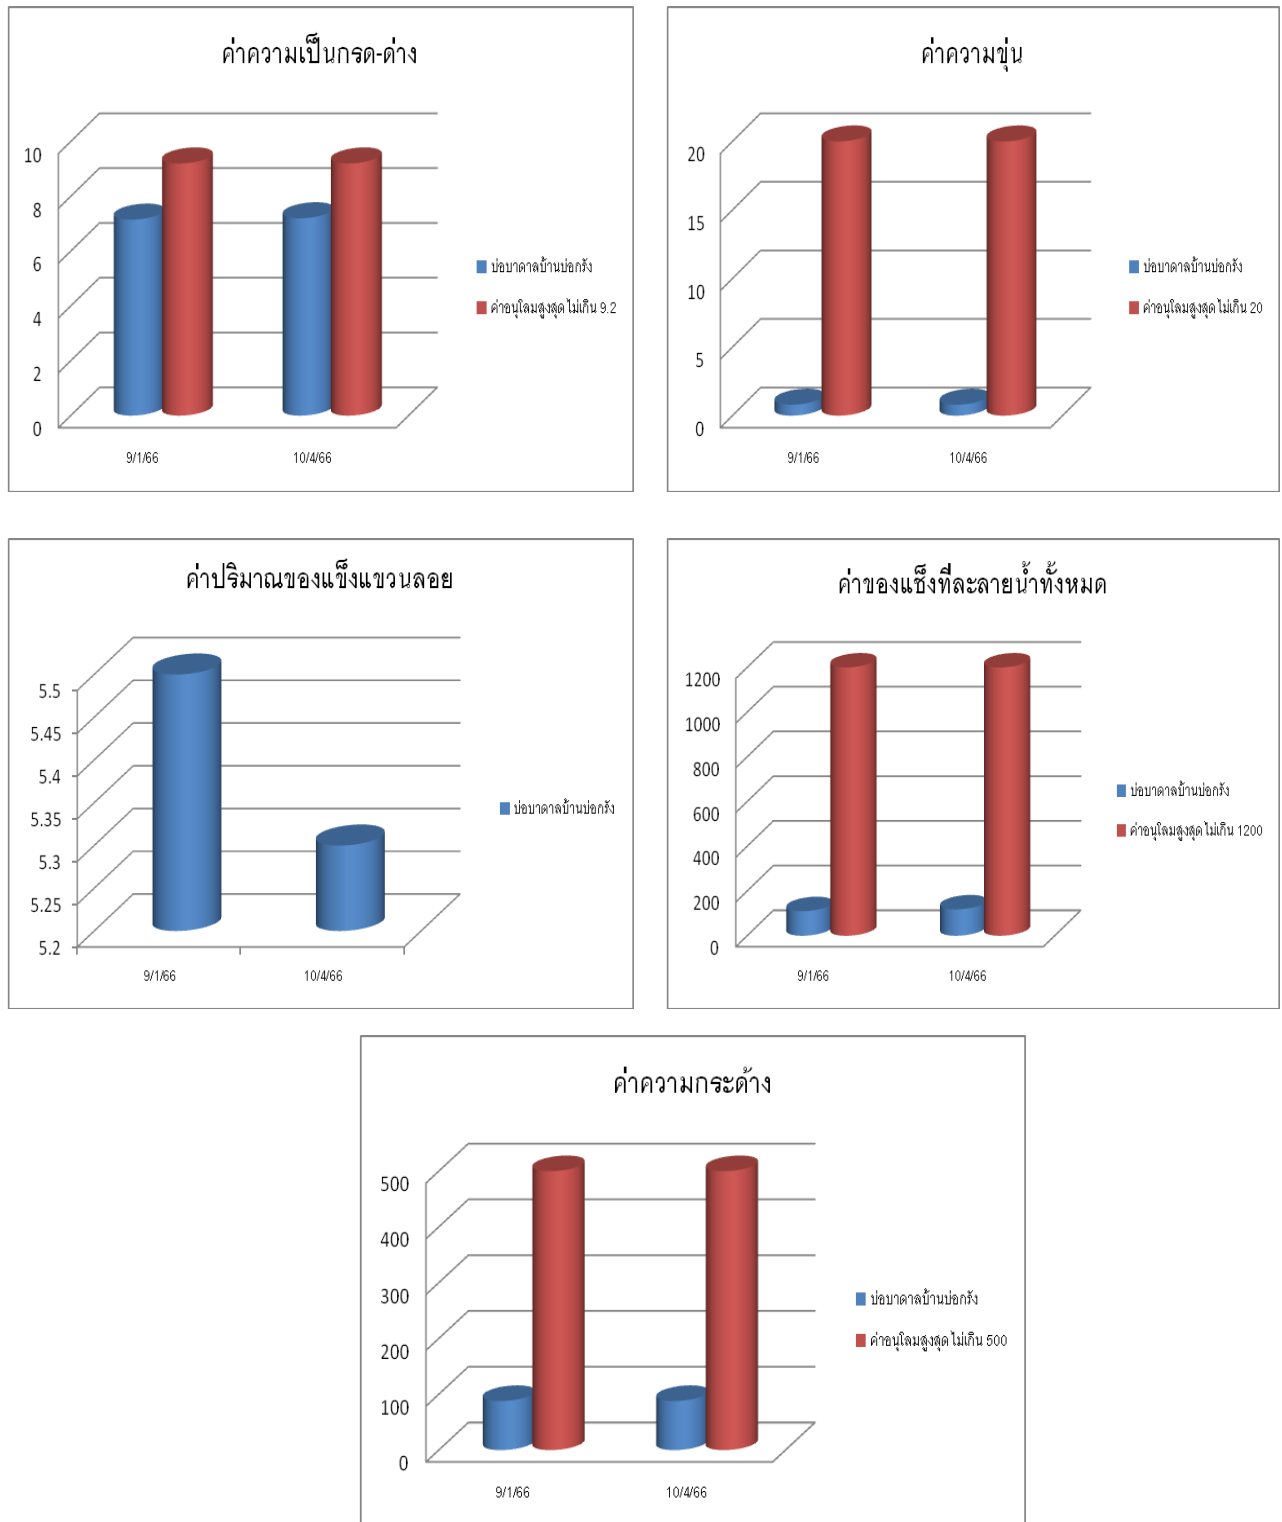 ค่าความเป็นกรด-ด่าง
10
8
6
4
2
0
9/1/66
10/4/66
บ่อบาดาลบ้านบ่อกรัง
ค่าอนุโลมสูงสุด ไม่เกิน 9.2
ค่าความขุ่น
20
15
10
5
0
9/1/66
10/4/66
บ่อบาดาลบ้านบ่อกรัง
ค่าอนุโลมสูงสุด ไม่เกิน 20
ค่าปริมาณของแข็งแขวนลอย
5.5
5.45
5.4
5.35
5.3
5.25
5.2
9/1/66
10/4/66
บ่อบาดาลบ้านบ่อกรัง
ค่าของแช็งที่ละลายน้ำทั้งหมด
1200
1000
800
600
400
200
0
9/1/66
10/4/66
บ่อบาดาลบ้านบ่อกรัง
ค่าอนุโลมสูงสุด ไม่เกิน 1200
ค่าความกระด้าง
500
400
300
200
100
0
9/1/66
10/4/66
บ่อบาดาลบ้านบ่อกรัง
ค่าอนุโลมสูงสุด ไม่เกิน 500